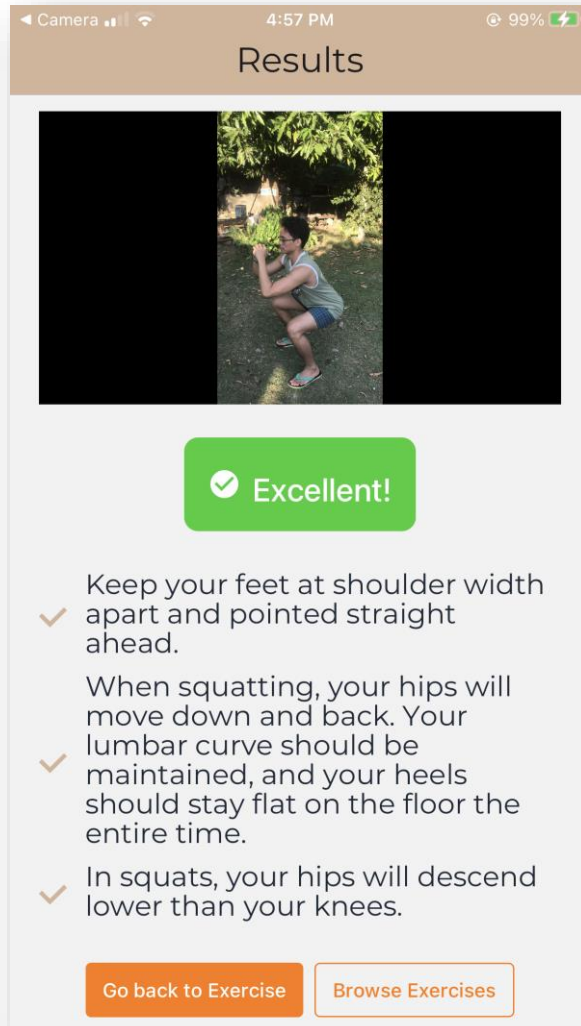 Camera
4:57 PM
99%
Results
Excellent!
Keep your feet at shoulder width
apart and pointed straight
ahead.
When squatting, your hips will
move down and back. Your
lumbar curve should be
maintained, and your heels
should stay flat on the floor the
entire time.
In squats, your hips will descend
lower than your knees.
Go back to Exercise
Browse Exercises